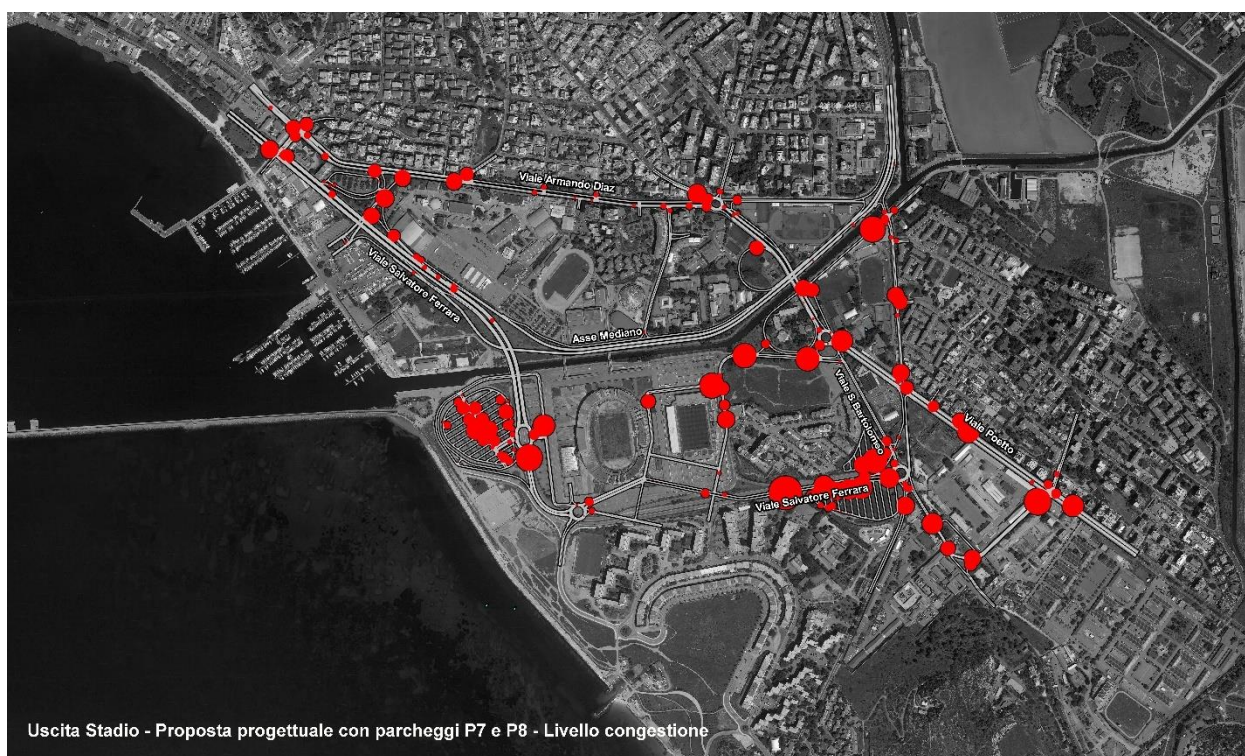 Viale Armando Diaz
Viale Salvatore Ferrara
Asse Mediano
Viale S.Bartolomeo
Viale Poetto
Viale Salvatore Ferrara
Uscita Stadio - Proposta progettuale con parcheggi P7 e P8 - Livello congestione